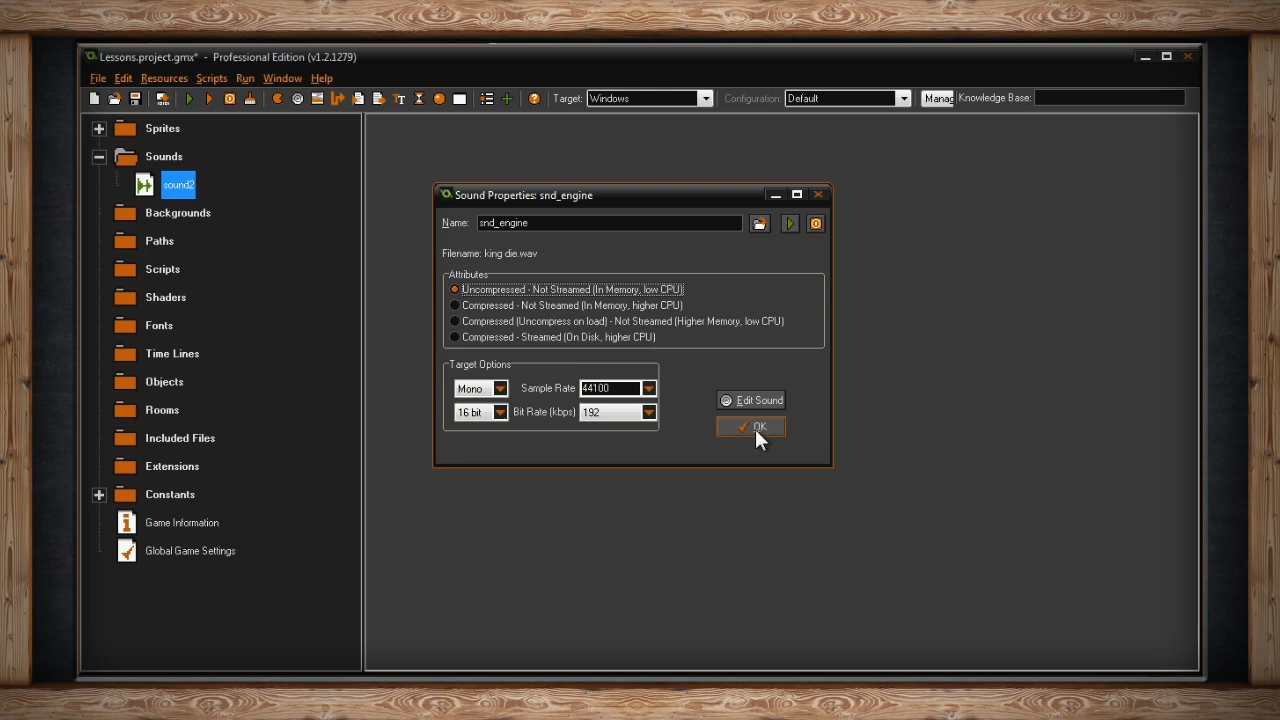 Lessons.project.gmx* - Professional Edition (v1.2.1279)
File Edit Resources Scripts Run Window Help
Target: Windows Configuration: Default Manag Knowledge Base:
Sprites
Sounds
sound2
Backgrounds
Paths
Scripts
Shaders
Fonts
Time Lines
Objects
Rooms
Included Files
Extensions
Constants
Game Information
Global Game Settings
Sound Properties: snd_engine
Name: snd_engine
Filename: king die.wav
Attributes
Uncompressed - Not Streamed (In Memory, low CPU)
Compressed - Not Streamed (In Memory, higher CPU)
Compressed (Uncompress on load) - Not Streamed (Higher Memory, low CPU)
Compressed - Streamed (On Disk, higher CPU)
Target Options
Mono Sample Rate 44100
16 bit Bit Rate (kbps) 192
Edit Sound
OK